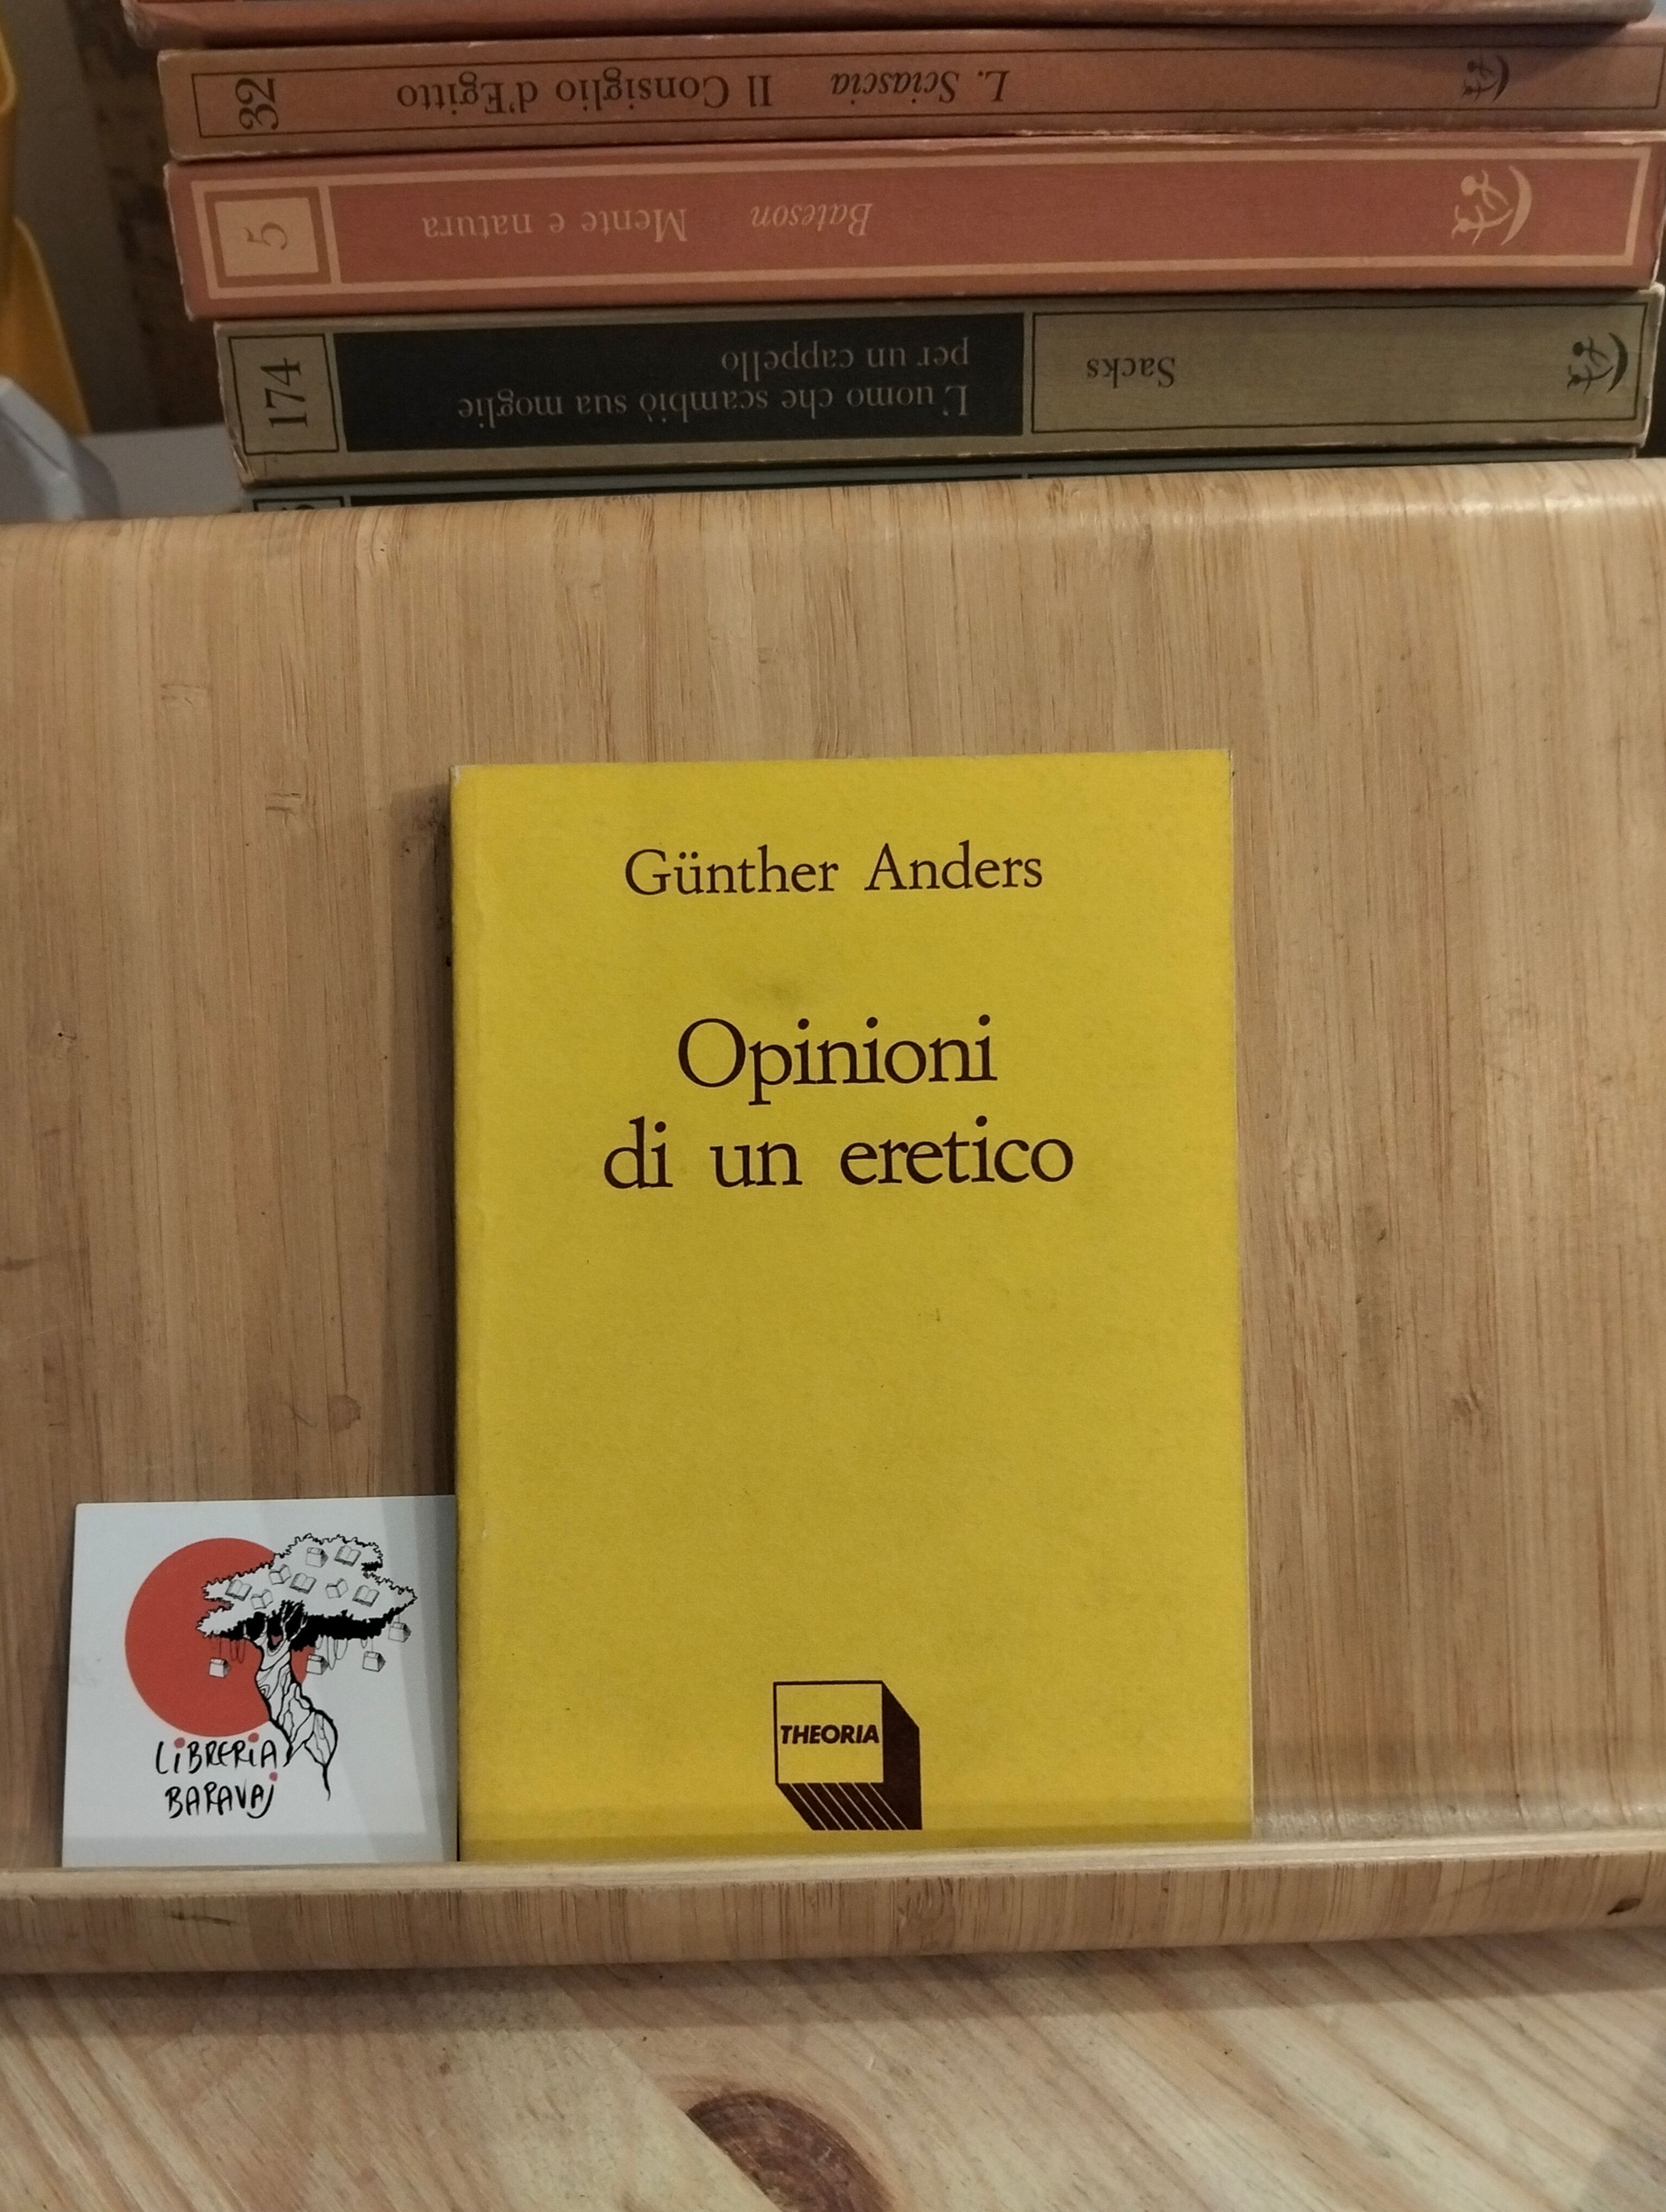 32 Il Consiglio d'Egitto L. Sciascia
5 Mente e natura Bateson
174 L'uomo che scambiò sua moglie
per un cappello
Sacks
Günther Anders
Opinioni
di un eretico
THEORIA
LiBRERiA
BARAVAj